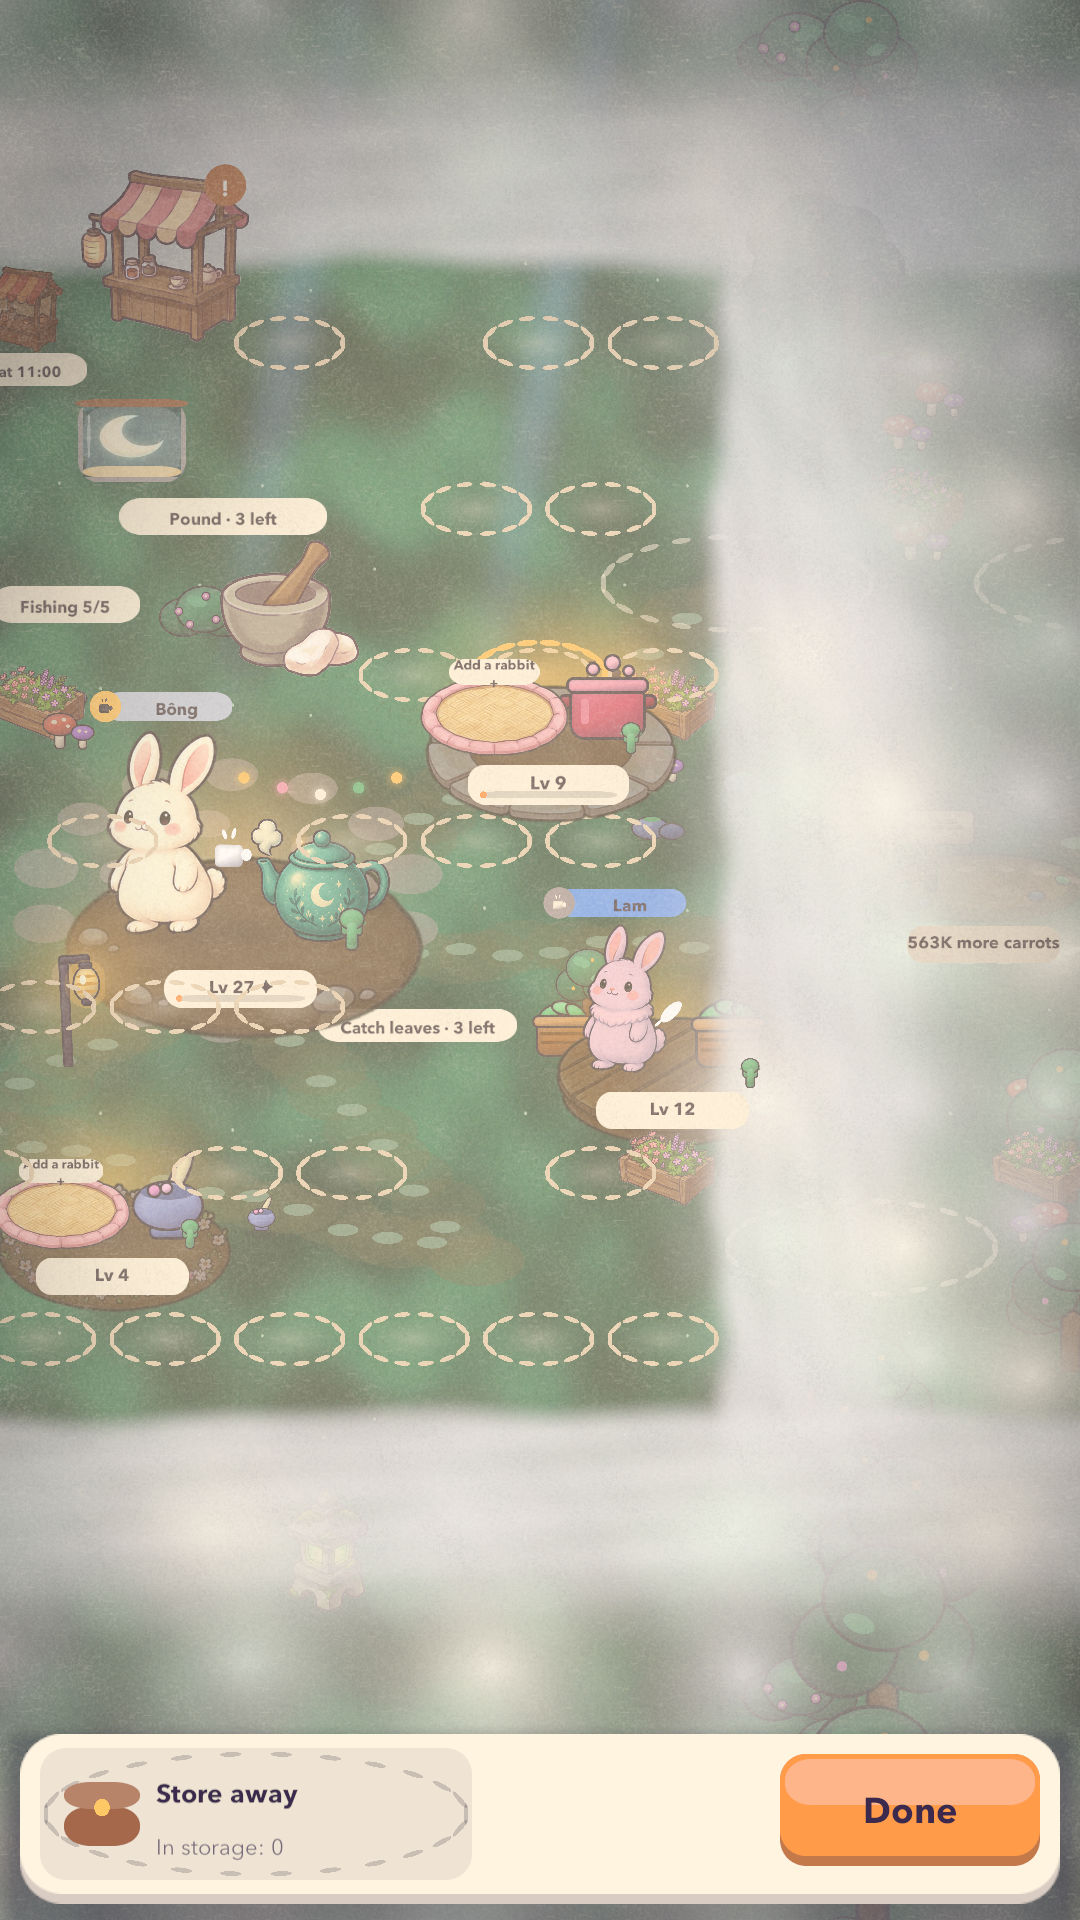 !
at 11:00
Pound · 3 left
Fishing 5/5
Add a rabbit
+
Bông
Lv 9
Lam
563K more carrots
Lv 27 ✦
Catch leaves · 3 left
Lv 12
dd a rabbit
+
Lv 4
Store away
In storage: 0
Done